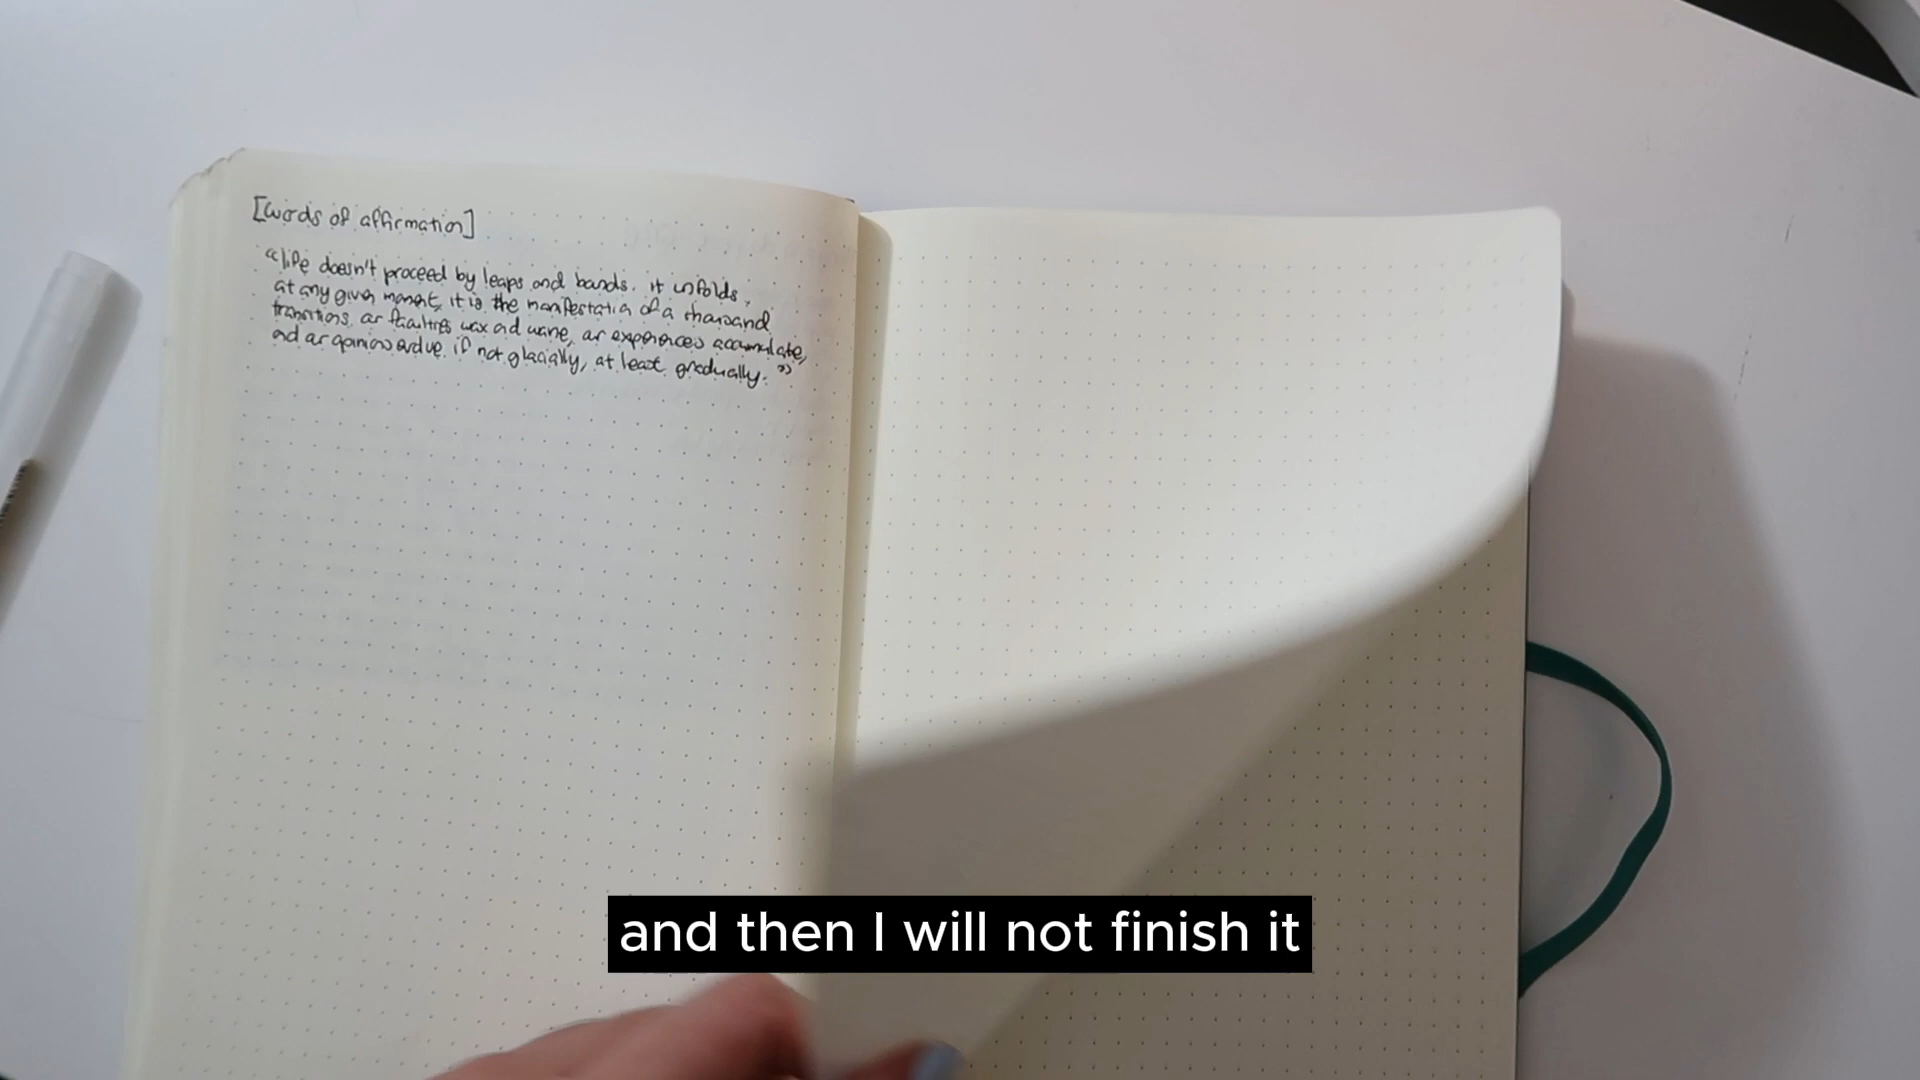 [words of affirmation]
“life doesn't proceed by leaps and bands. it unfolds.
at any given moment, it is the manifestation of a thousand
transitions. our faculties wax and wane, our experiences accumulate,
and our opinions evolve if not glacially, at least gradually.”
and then I will not finish it